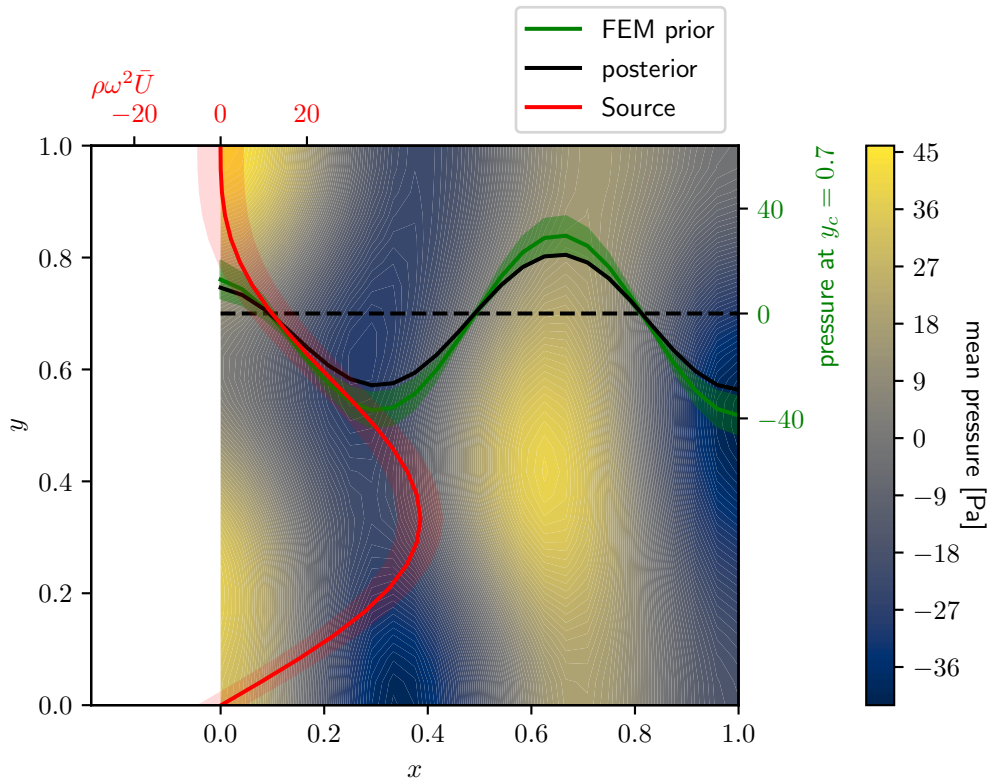 FEM prior
posterior
Source
ρω²Ū
−20 0 20
1.0
0.8
0.6
0.4
0.2
0.0
y
0.0 0.2 0.4 0.6 0.8 1.0
x
40
0
−40
pressure at y_c = 0.7
45
36
27
18
9
0
−9
−18
−27
−36
mean pressure [Pa]